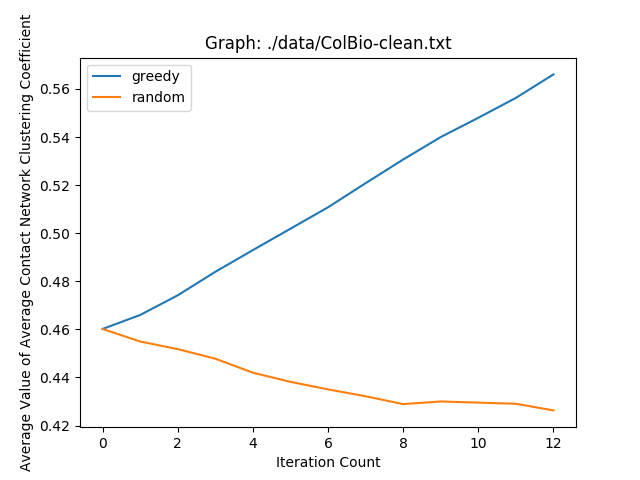 Graph: ./data/ColBio-clean.txt
greedy
random
Average Value of Average Contact Network Clustering Coefficient
0.56
0.54
0.52
0.50
0.48
0.46
0.44
0.42
0 2 4 6 8 10 12
Iteration Count